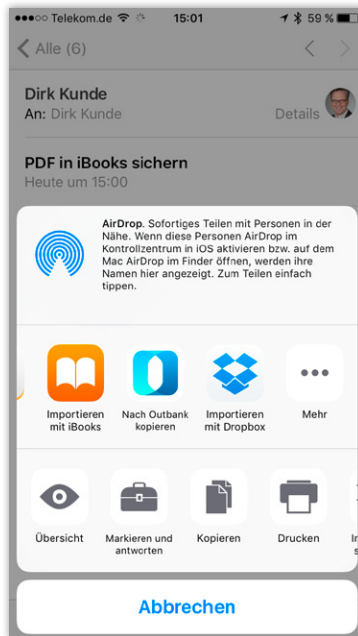 Telekom.de 15:01 59 %
Alle (6)
Dirk Kunde
An: Dirk Kunde Details
PDF in iBooks sichern
Heute um 15:00
AirDrop. Sofortiges Teilen mit Personen in der
Nähe. Wenn diese Personen AirDrop im
Kontrollzentrum in iOS aktivieren bzw. auf dem
Mac AirDrop im Finder öffnen, werden ihre
Namen hier angezeigt. Zum Teilen einfach
tippen.
Importieren Nach Outbank Importieren Mehr
mit iBooks kopieren mit Dropbox
Übersicht Markieren und Kopieren Drucken
antworten
Abbrechen